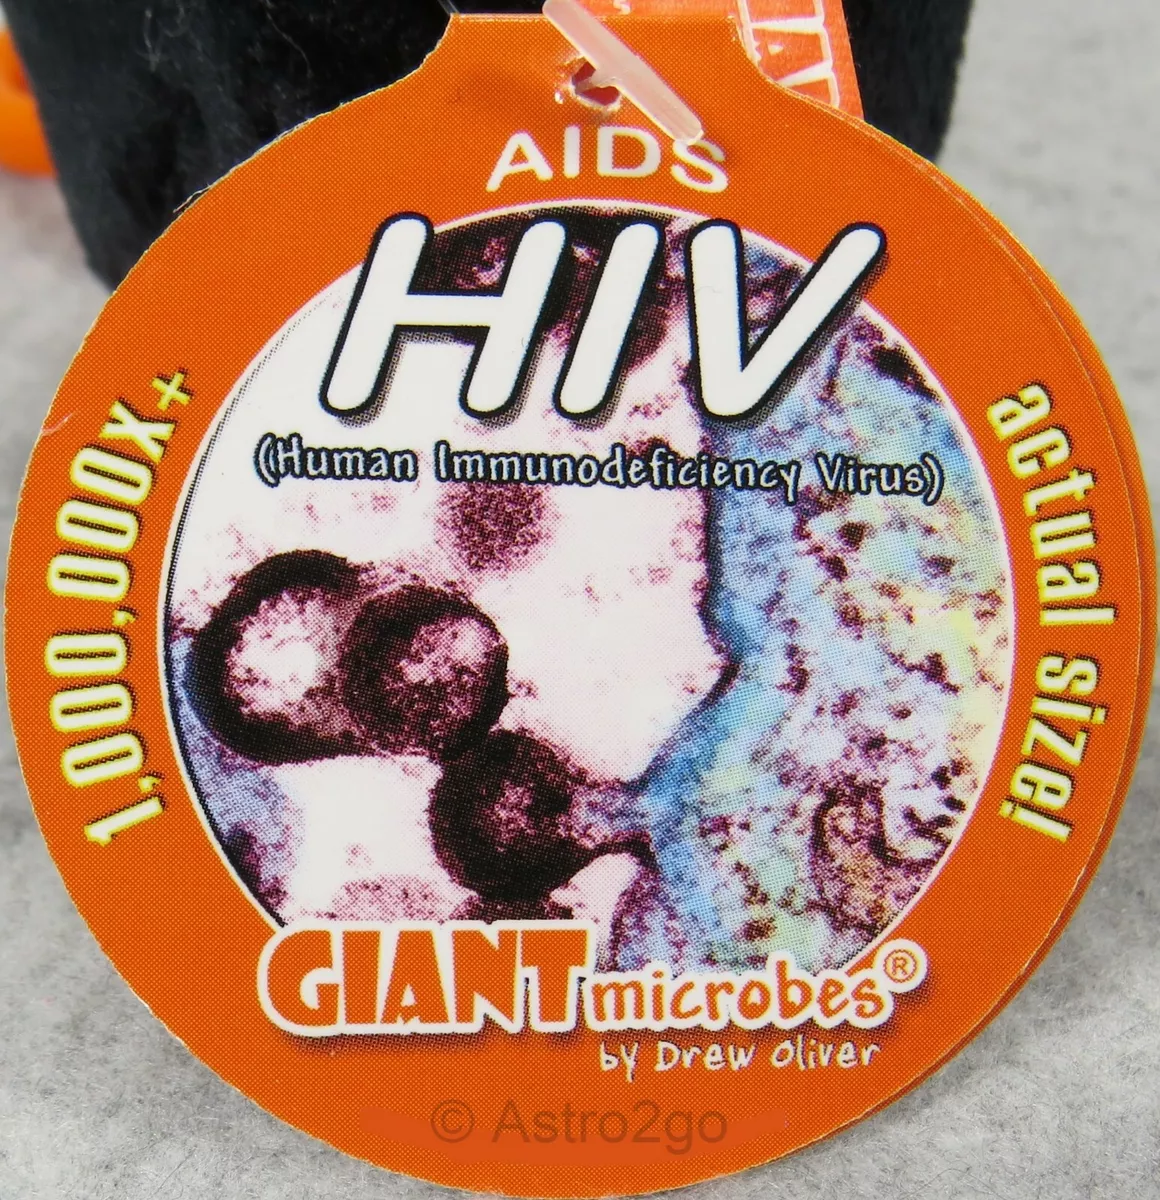 AIDS
HIV
(Human Immunodeficiency Virus)
1,000,000x+
actual size!
GIANTmicrobes®
by Drew Oliver
© Astro2go